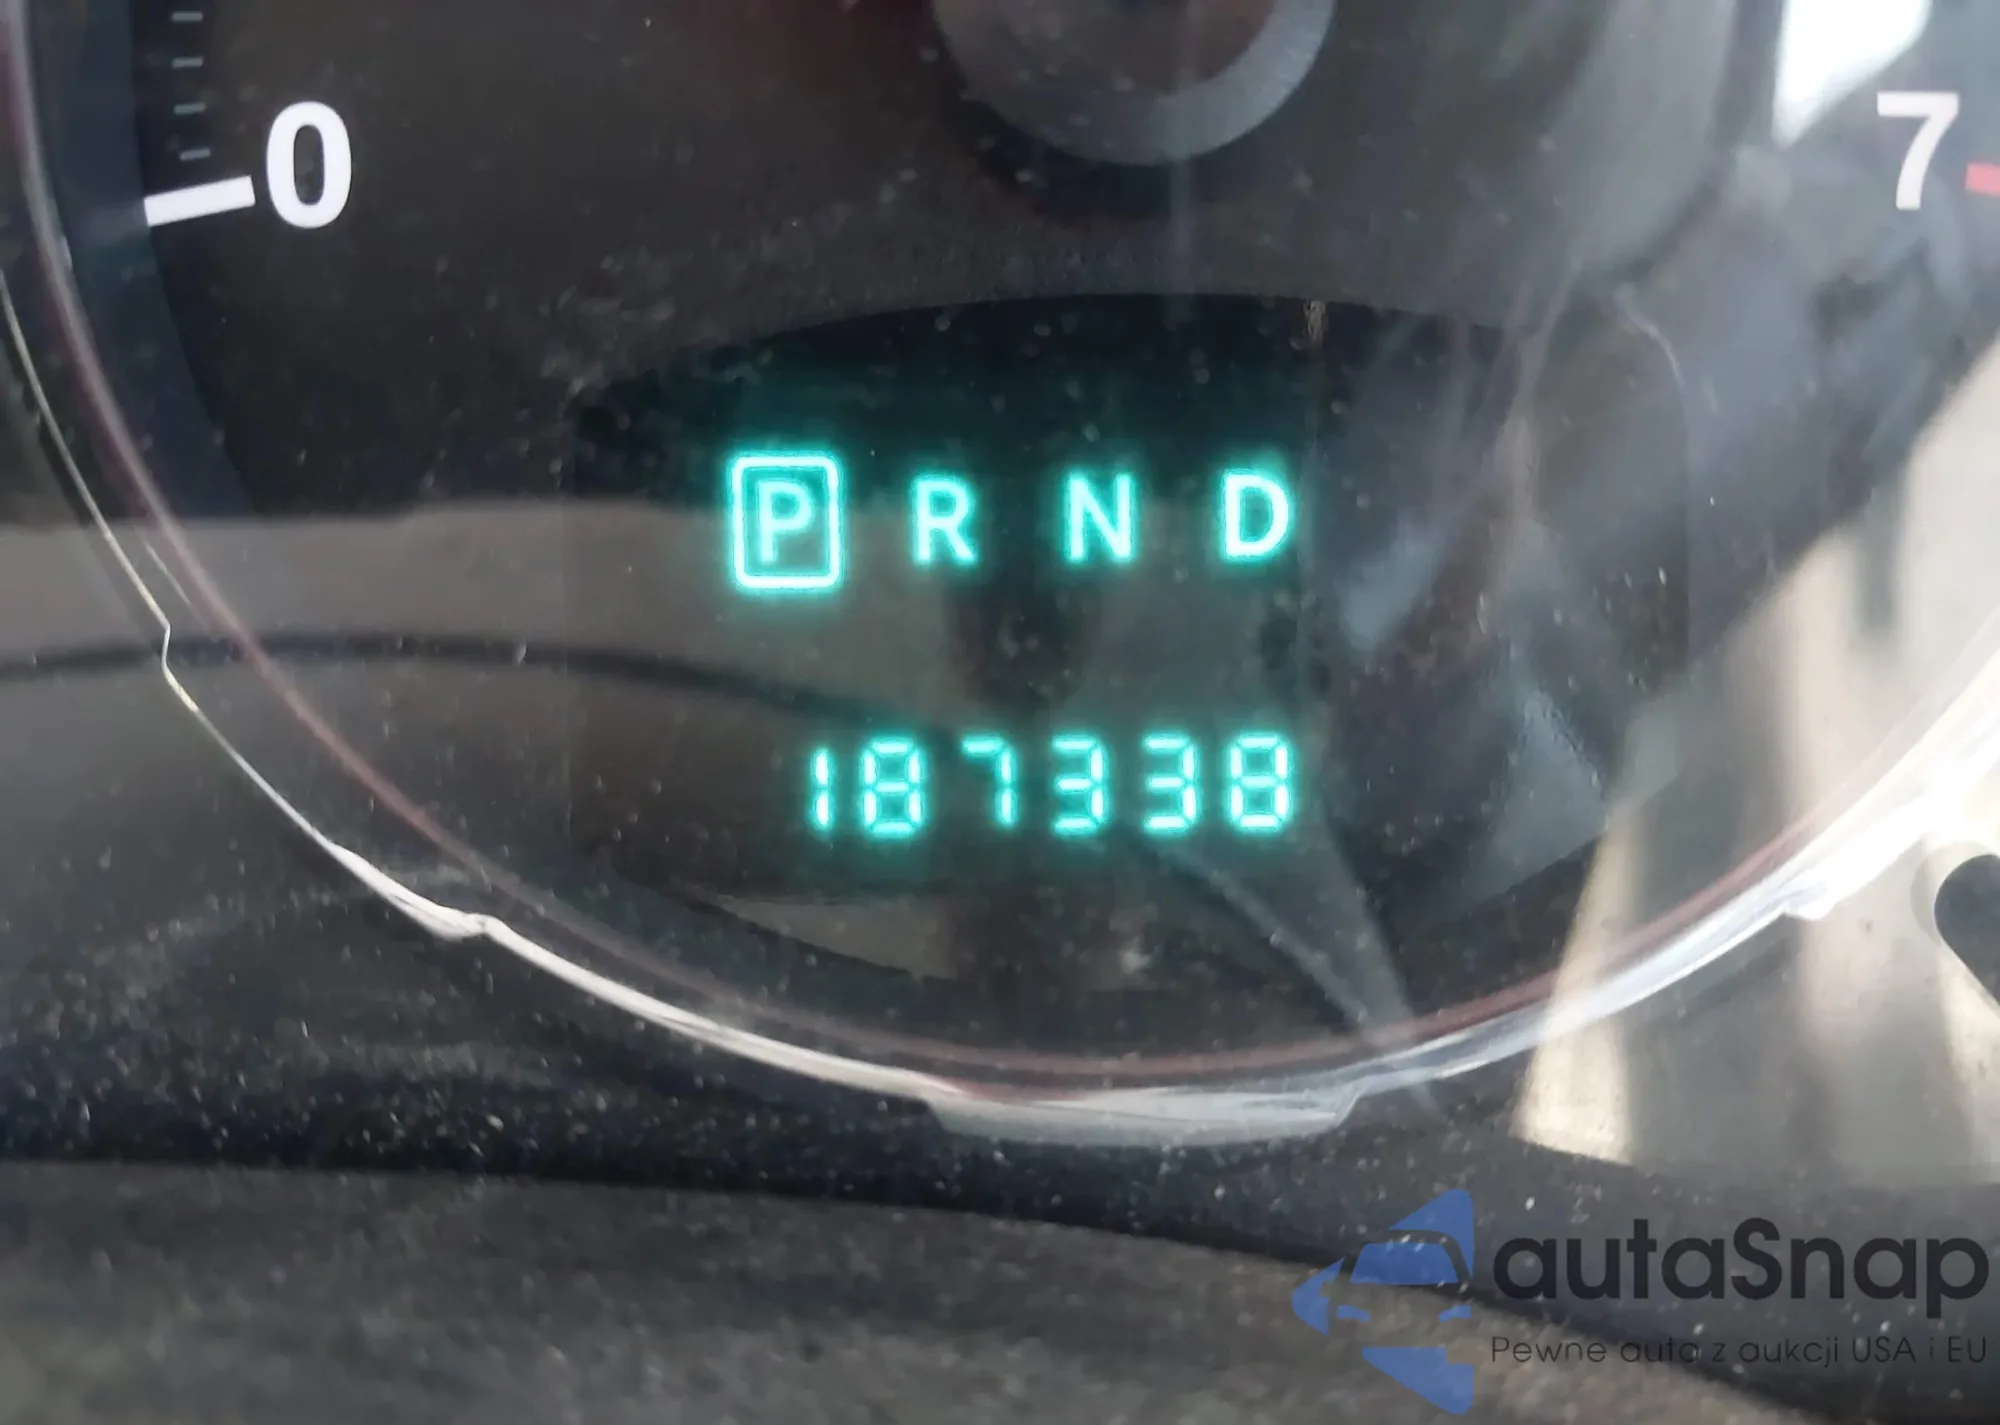 0 7
P R N D
187338
autaSnap
Pewne auta z aukcji USA i EU